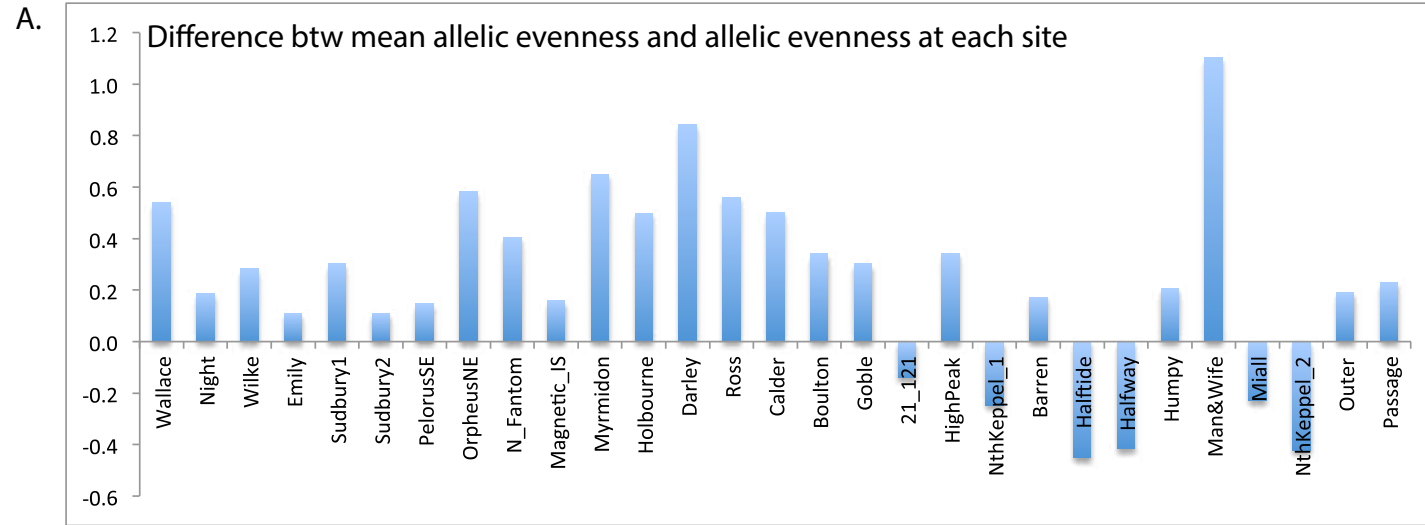 A.
Difference btw mean allelic evenness and allelic evenness at each site
1.2
1.0
0.8
0.6
0.4
0.2
0.0
-0.2
-0.4
-0.6
Wallace
Night
Wilke
Emily
Sudbury1
Sudbury2
PelorusSE
OrpheusNE
N_Fantom
Magnetic_IS
Myrmidon
Holbourne
Darley
Ross
Calder
Boulton
Goble
21_121
HighPeak
NthKeppel_1
Barren
Halftide
Halfway
Humpy
Man&Wife
Miall
NthKeppel_2
Outer
Passage